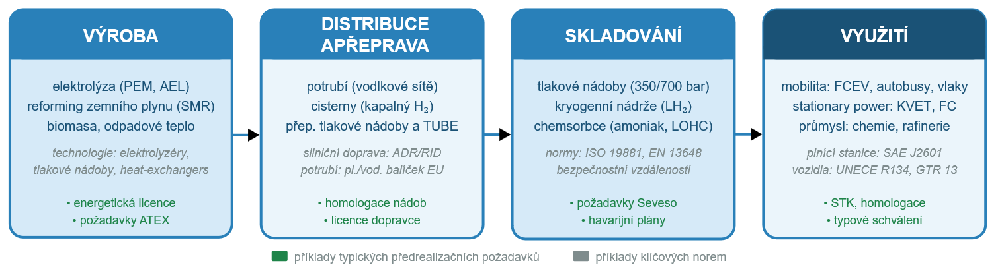 VÝROBA
elektrolýza (PEM, AEL)
reforming zemního plynu (SMR)
biomasa, odpadové teplo
technologie: elektrolyzéry,
tlakové nádoby, heat-exchangers
• energetická licence
• požadavky ATEX
DISTRIBUCE
APŘEPRAVA
potrubí (vodlkové sítě)
cisterny (kapalný H₂)
přep. tlakové nádoby a TUBE
silniční doprava: ADR/RID
potrubí: pl./vod. balíček EU
• homologace nádob
• licence dopravce
SKLADOVÁNÍ
tlakové nádoby (350/700 bar)
kryogenní nádrže (LH₂)
chemsorbce (amoniak, LOHC)
normy: ISO 19881, EN 13648
bezpečnostní vzdálenosti
• požadavky Seveso
• havarijní plány
VYUŽITÍ
mobilita: FCEV, autobusy, vlaky
stationary power: KVET, FC
průmysl: chemie, rafinerie
plnící stanice: SAE J2601
vozidla: UNECE R134, GTR 13
• STK, homologace
• typové schválení
příklady typických předrealizačních požadavků
příklady klíčových norem